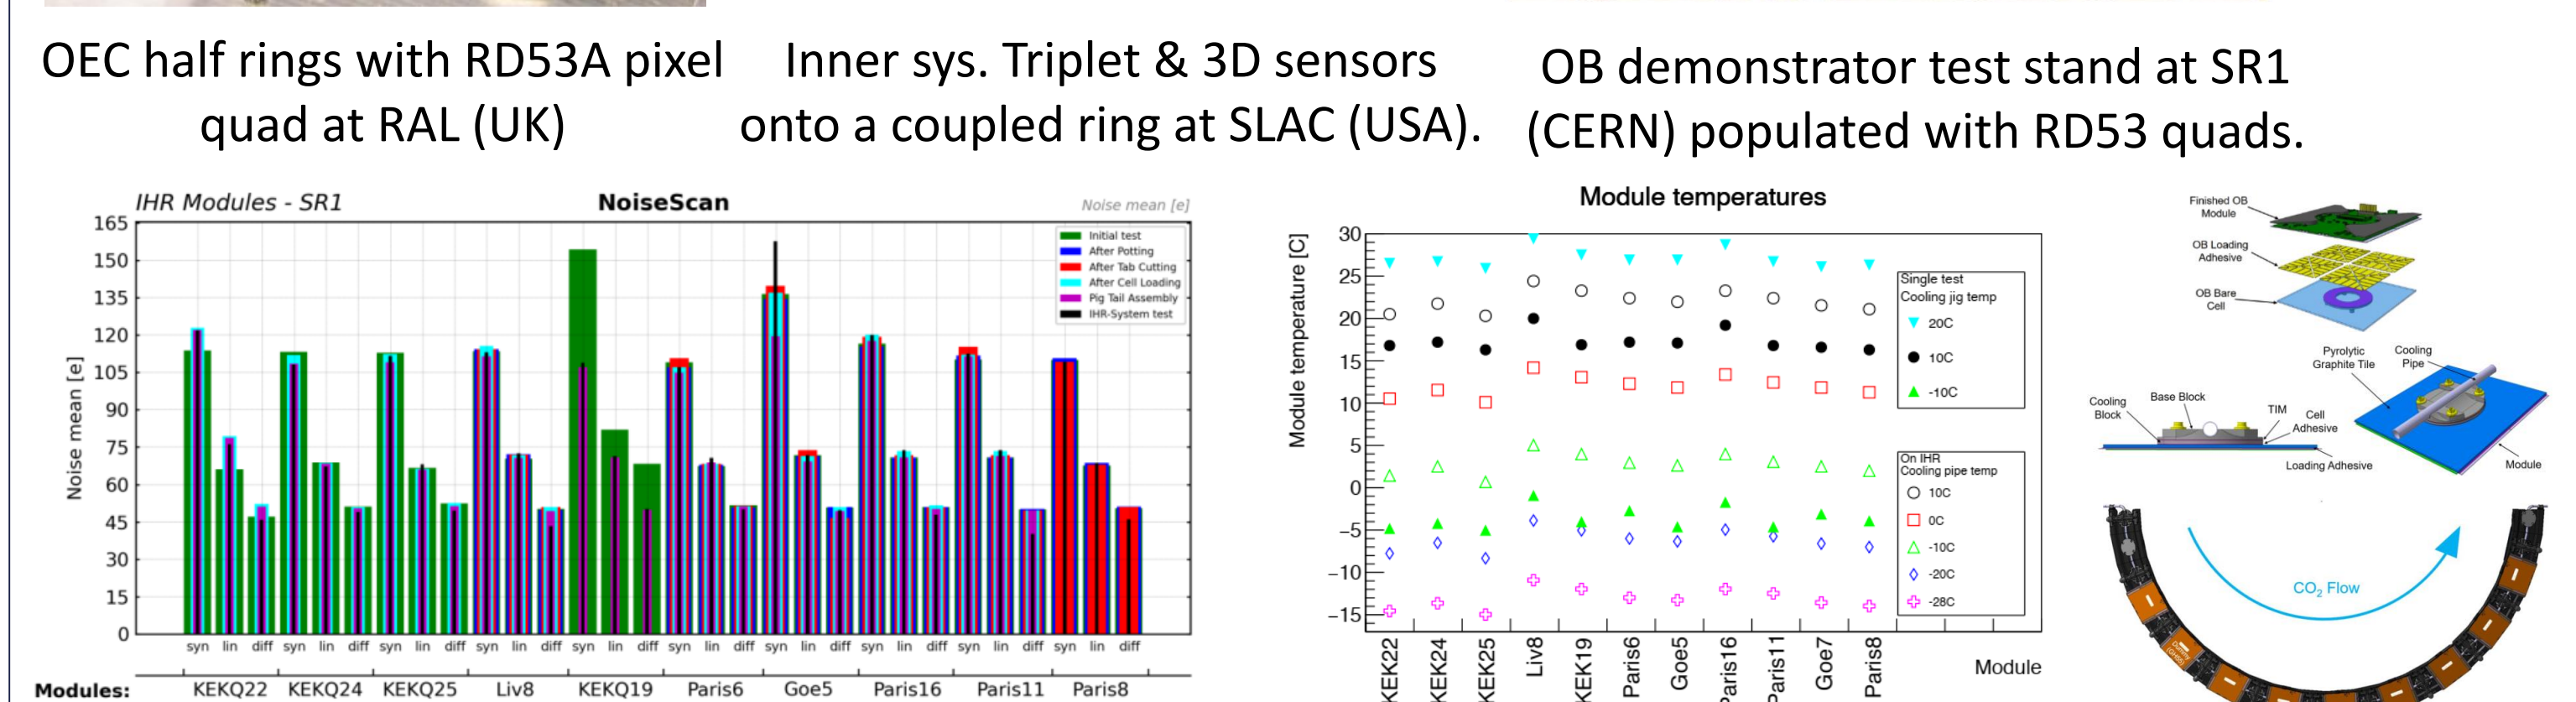 OEC half rings with RD53A pixel
quad at RAL (UK)
Inner sys. Triplet & 3D sensors
onto a coupled ring at SLAC (USA).
OB demonstrator test stand at SR1
(CERN) populated with RD53 quads.
IHR Modules - SR1
NoiseScan
Noise mean [e]
Noise mean [e]
165
150
135
120
105
90
75
60
45
30
15
0
Initial test
After Potting
After Tab Cutting
After Cell Loading
Pig Tail Assembly
IHR-System test
syn lin diff syn lin diff syn lin diff syn lin diff syn lin diff syn lin diff syn lin diff syn lin diff syn lin diff syn lin diff
Modules: KEKQ22 KEKQ24 KEKQ25 Liv8 KEKQ19 Paris6 Goe5 Paris16 Paris11 Paris8
Module temperatures
Module temperature [C]
30
25
20
15
10
5
0
−5
−10
−15
Single test
Cooling jig temp
20C
10C
-10C
On IHR
Cooling pipe temp
10C
0C
-10C
-20C
-28C
KEK22
KEK24
KEK25
Liv8
KEK19
Paris6
Goe5
Paris16
Paris11
Goe7
Paris8
Module
Finished OB
Module
OB Loading
Adhesive
OB Bare
Cell
Pyrolytic
Graphite Tile
Cooling
Pipe
Cooling
Block
Base Block
TIM
Cell
Adhesive
Loading Adhesive
Module
CO2 Flow
Dummy